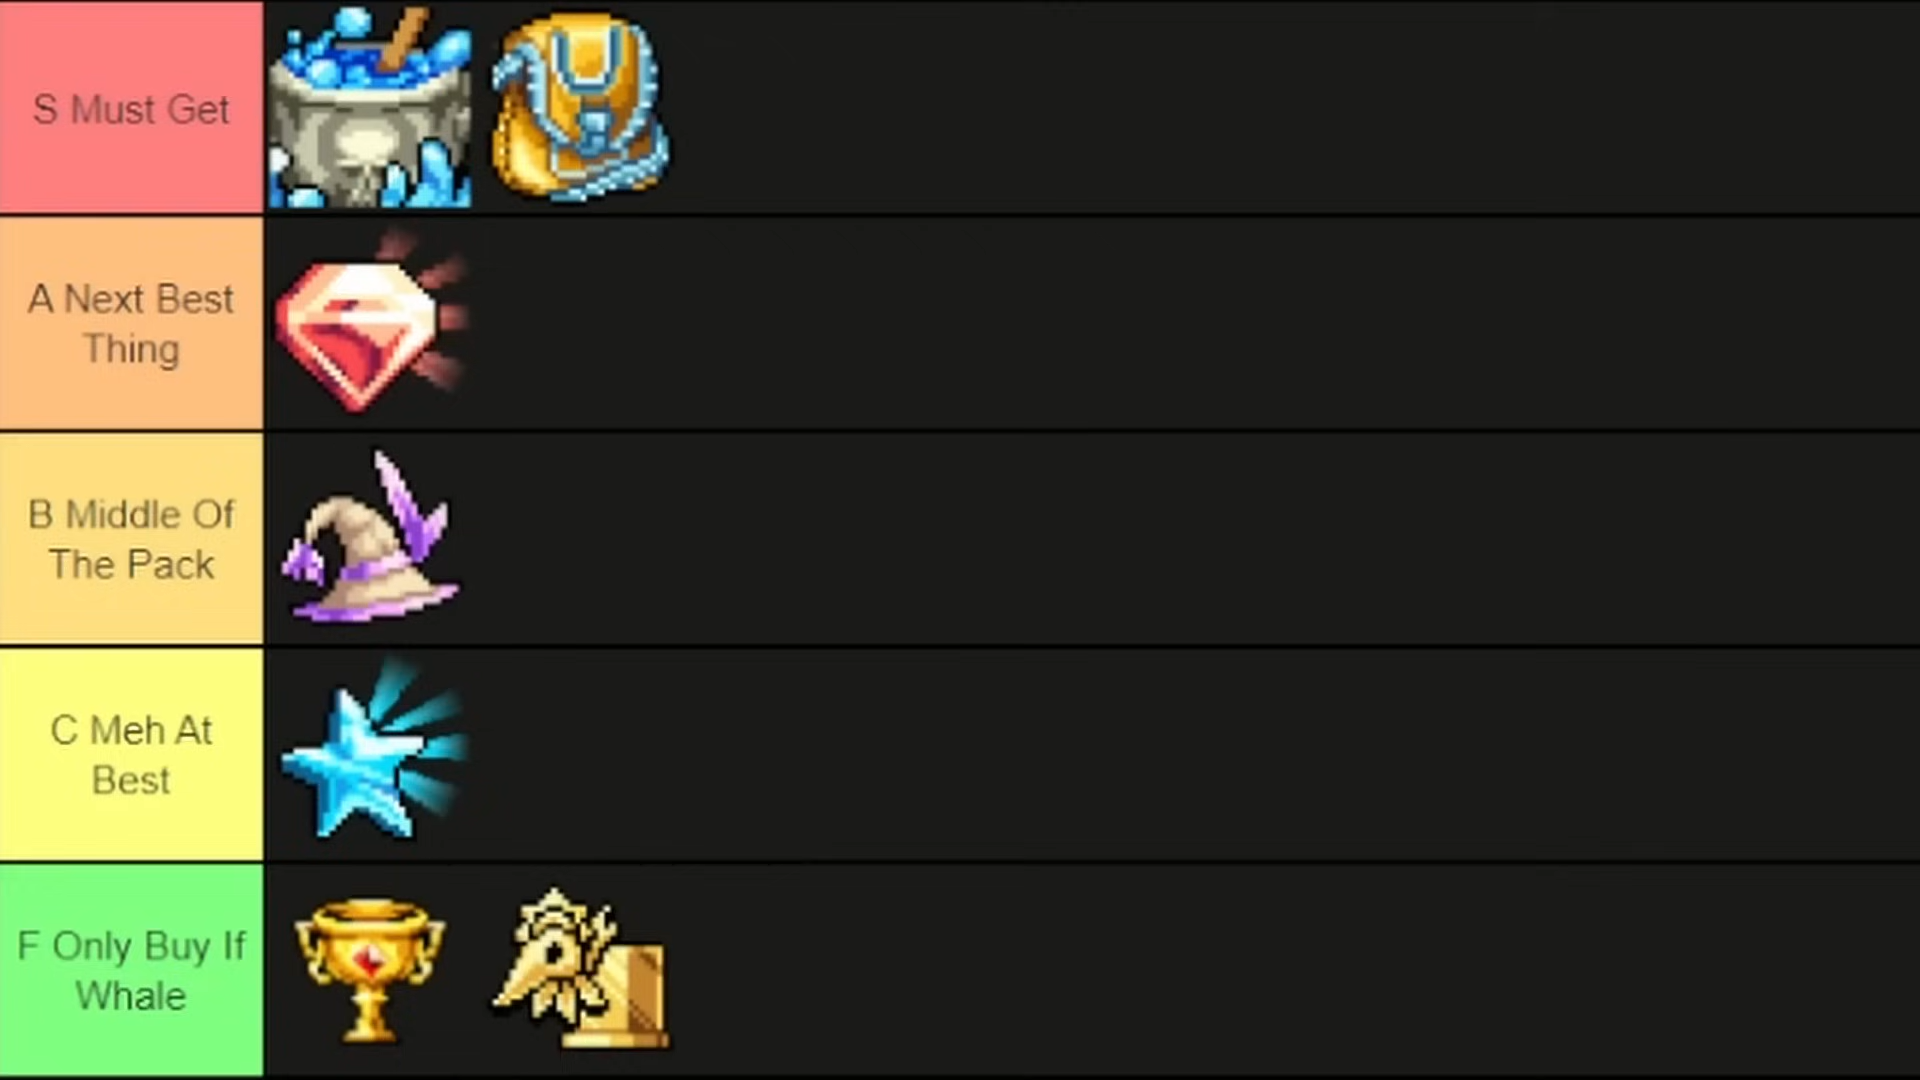 S Must Get
A Next Best
Thing
B Middle Of
The Pack
C Meh At
Best
F Only Buy If
Whale